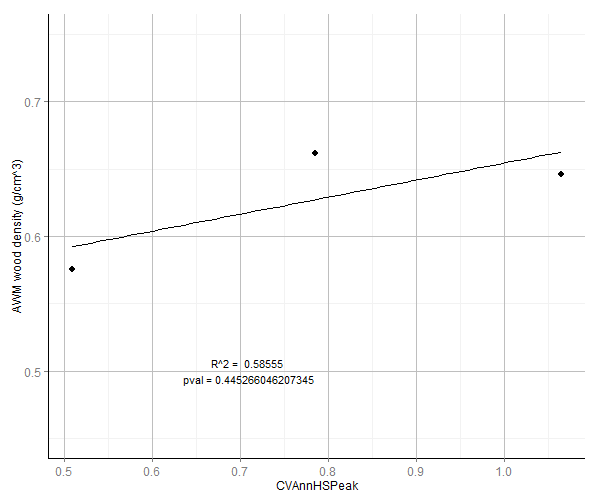 AWM wood density (g/cm^3)
0.7
0.6
0.5
R^2 = 0.58555
pval = 0.445266046207345
0.5 0.6 0.7 0.8 0.9 1.0
CVAnnHSPeak